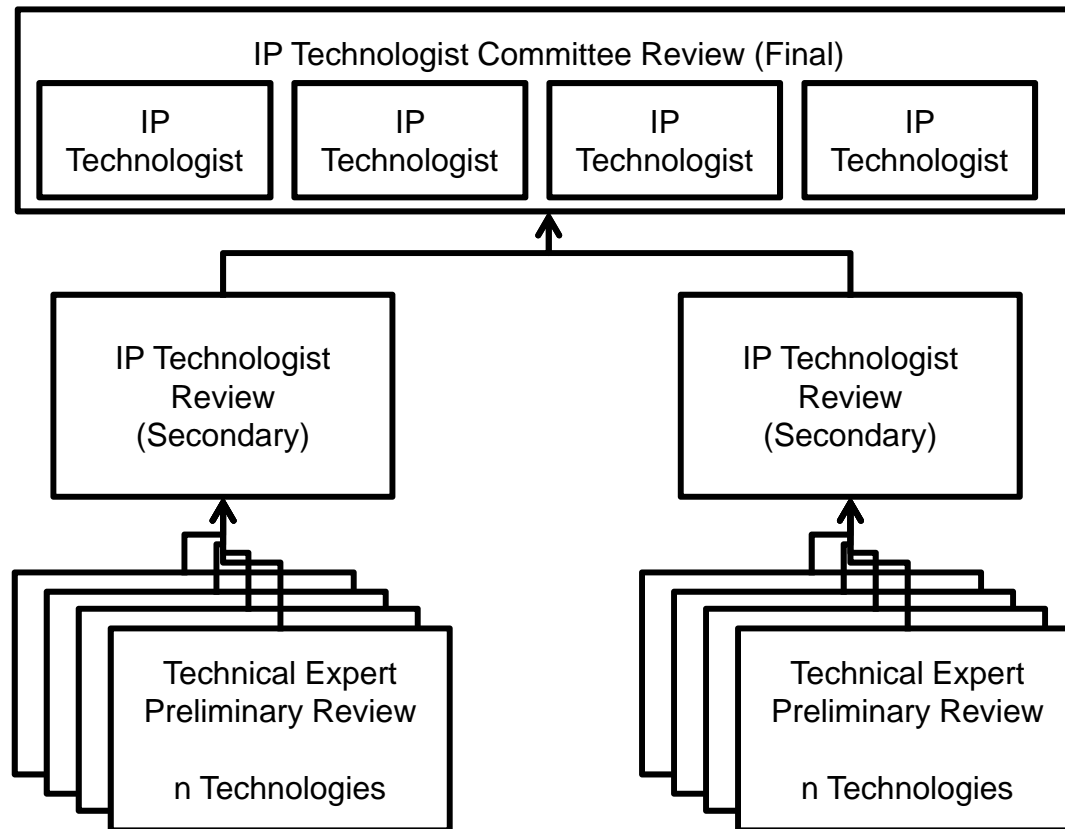 IP Technologist Committee Review (Final)
IP
Technologist
IP
Technologist
IP
Technologist
IP
Technologist
IP Technologist
Review
(Secondary)
IP Technologist
Review
(Secondary)
Technical Expert
Preliminary Review
n Technologies
Technical Expert
Preliminary Review
n Technologies